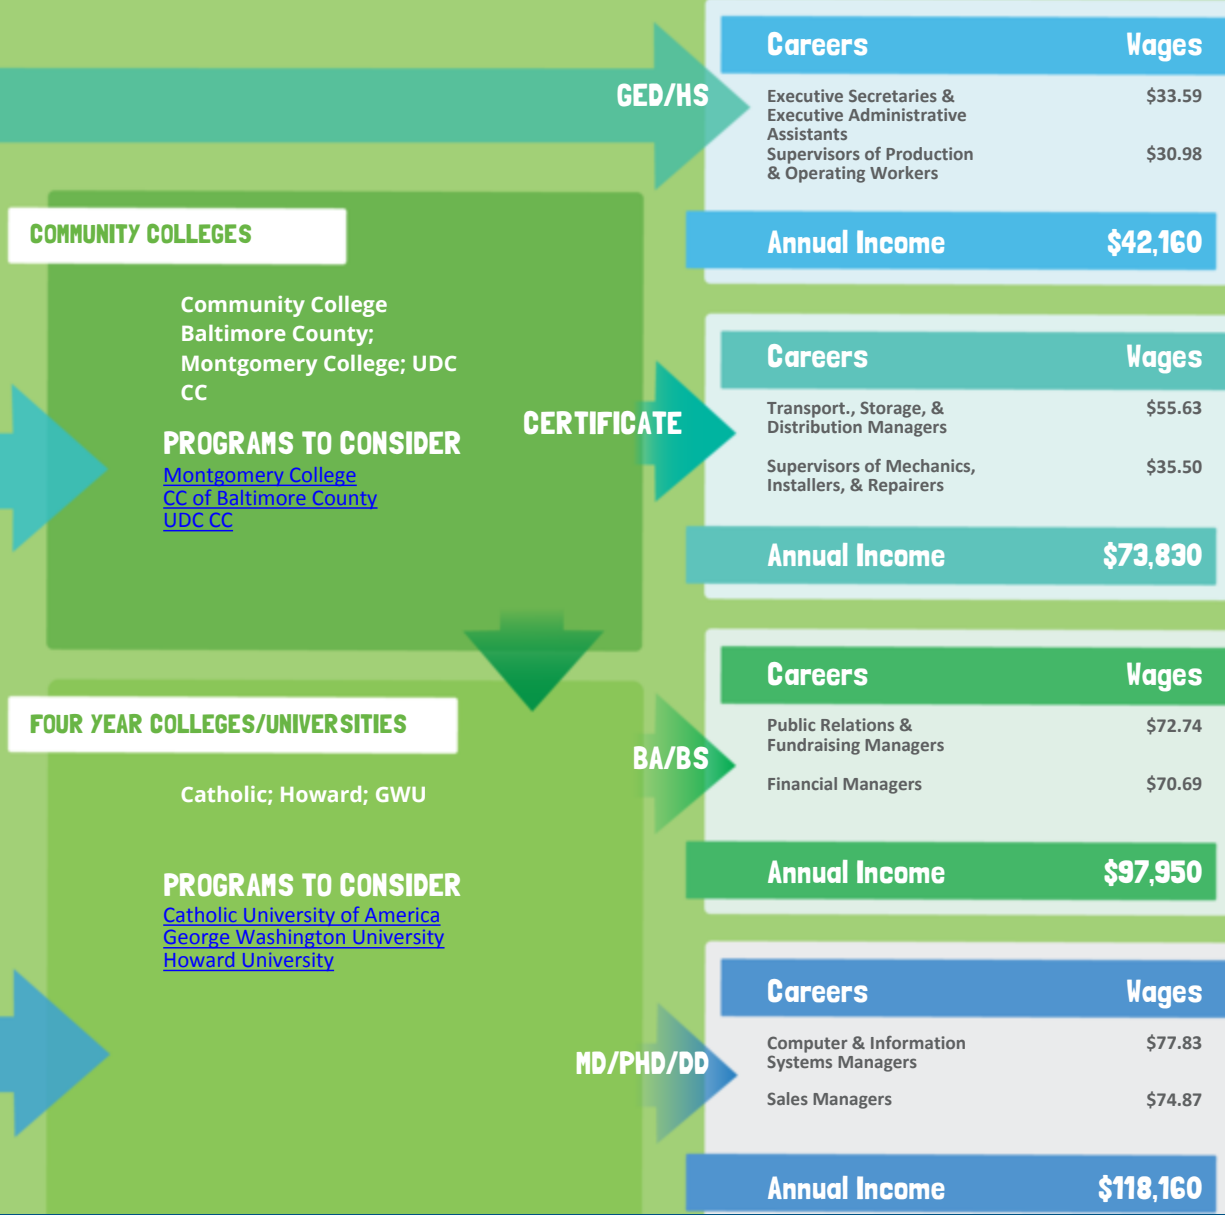 GED/HS
Careers Wages
Executive Secretaries & $33.59
Executive Administrative
Assistants
Supervisors of Production $30.98
& Operating Workers
Annual Income $42,160
COMMUNITY COLLEGES
Community College
Baltimore County;
Montgomery College; UDC
CC
PROGRAMS TO CONSIDER
Montgomery College
CC of Baltimore County
UDC CC
CERTIFICATE
Careers Wages
Transport., Storage, & $55.63
Distribution Managers
Supervisors of Mechanics, $35.50
Installers, & Repairers
Annual Income $73,830
FOUR YEAR COLLEGES/UNIVERSITIES
Catholic; Howard; GWU
PROGRAMS TO CONSIDER
Catholic University of America
George Washington University
Howard University
BA/BS
Careers Wages
Public Relations & $72.74
Fundraising Managers
Financial Managers $70.69
Annual Income $97,950
MD/PHD/DD
Careers Wages
Computer & Information $77.83
Systems Managers
Sales Managers $74.87
Annual Income $118,160